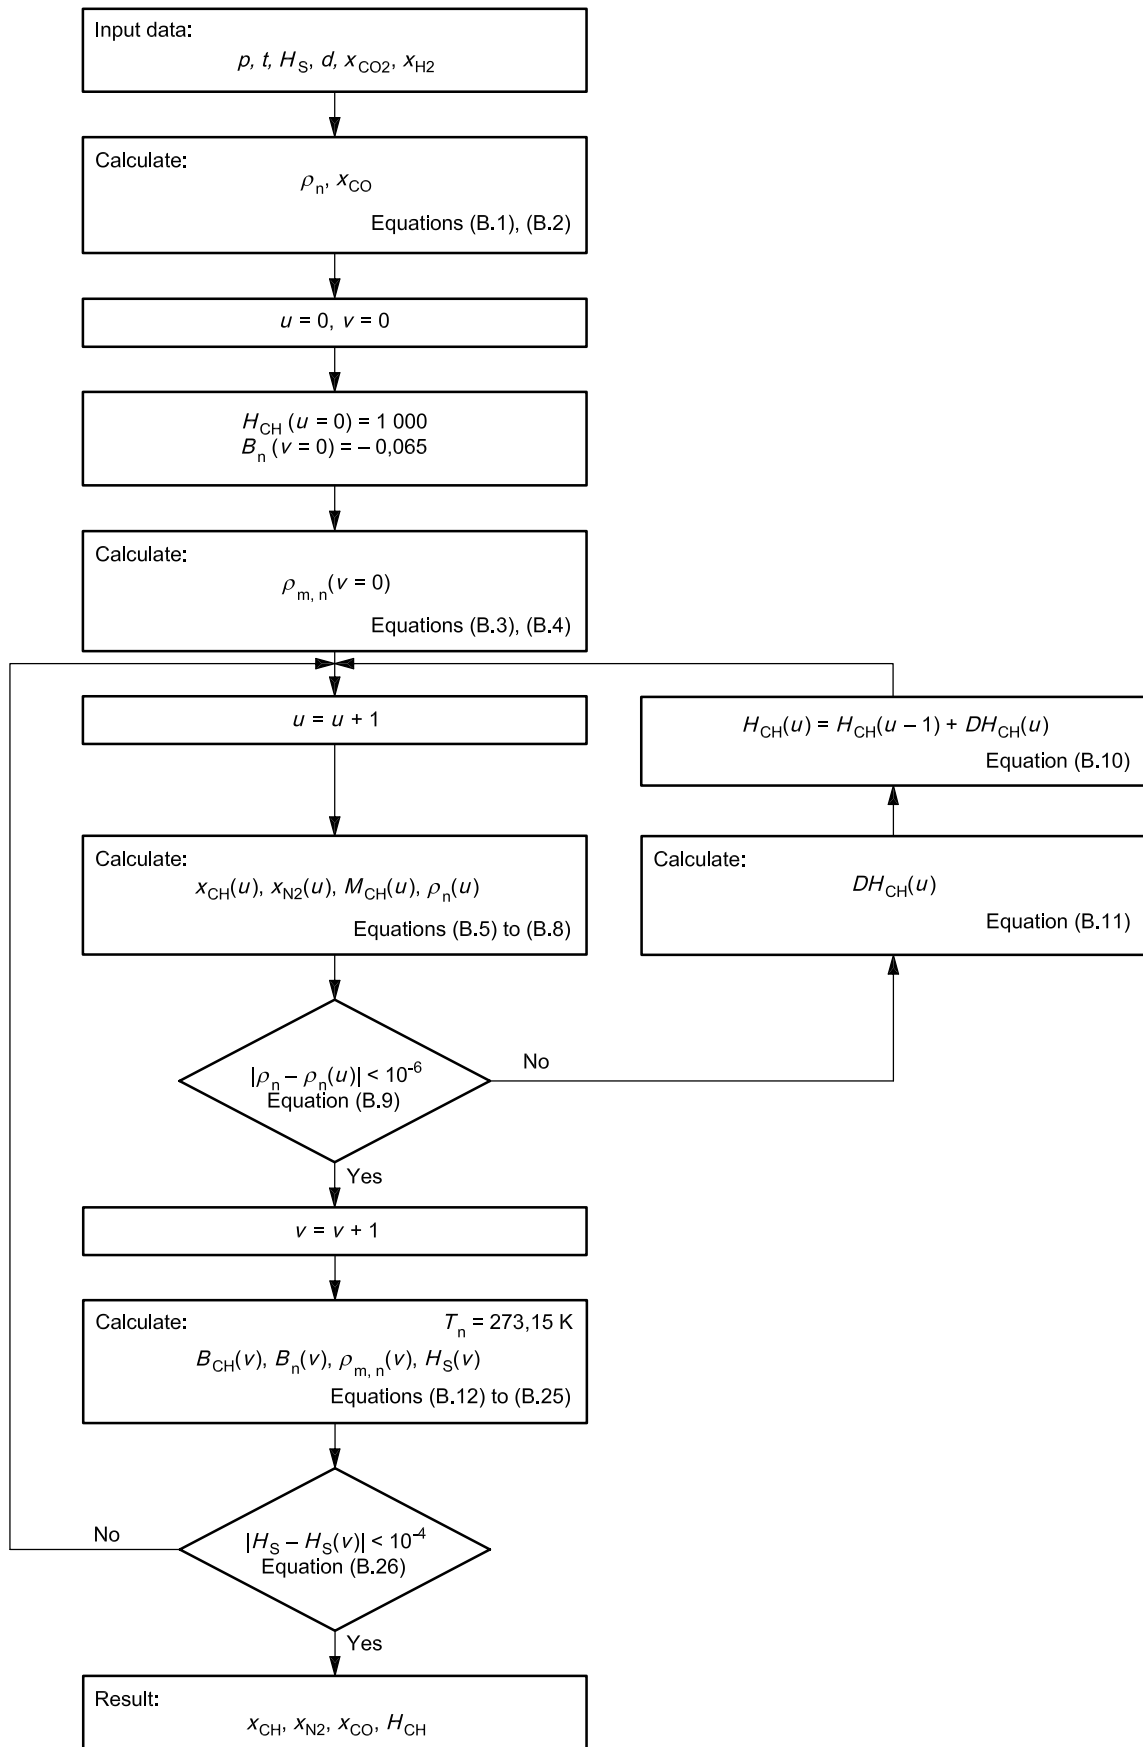 Input data:
p, t, H_S, d, x_CO2, x_H2
Calculate:
ρ_n, x_CO
Equations (B.1), (B.2)
u = 0, v = 0
H_CH (u = 0) = 1 000
B_n (v = 0) = – 0,065
Calculate:
ρ_m, n(v = 0)
Equations (B.3), (B.4)
u = u + 1
H_CH(u) = H_CH(u – 1) + DH_CH(u)
Equation (B.10)
Calculate:
x_CH(u), x_N2(u), M_CH(u), ρ_n(u)
Equations (B.5) to (B.8)
Calculate:
DH_CH(u)
Equation (B.11)
|ρ_n – ρ_n(u)| < 10^-6
Equation (B.9)
No
Yes
v = v + 1
Calculate: T_n = 273,15 K
B_CH(v), B_n(v), ρ_m, n(v), H_S(v)
Equations (B.12) to (B.25)
|H_S – H_S(v)| < 10^-4
Equation (B.26)
No
Yes
Result:
x_CH, x_N2, x_CO, H_CH